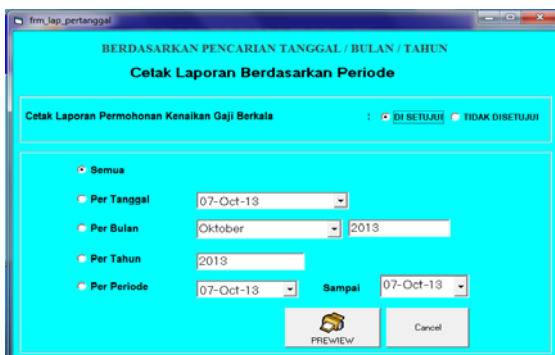 frm_lap_pertanggal
BERDASARKAN PENCARIAN TANGGAL / BULAN / TAHUN
Cetak Laporan Berdasarkan Periode
Cetak Laporan Permohonan Kenaikan Gaji Berkala : DI SETUJUI TIDAK DISETUJUI
Semua
Per Tanggal 07-Oct-13
Per Bulan Oktober 2013
Per Tahun 2013
Per Periode 07-Oct-13 Sampai 07-Oct-13
PREWIEW Cancel